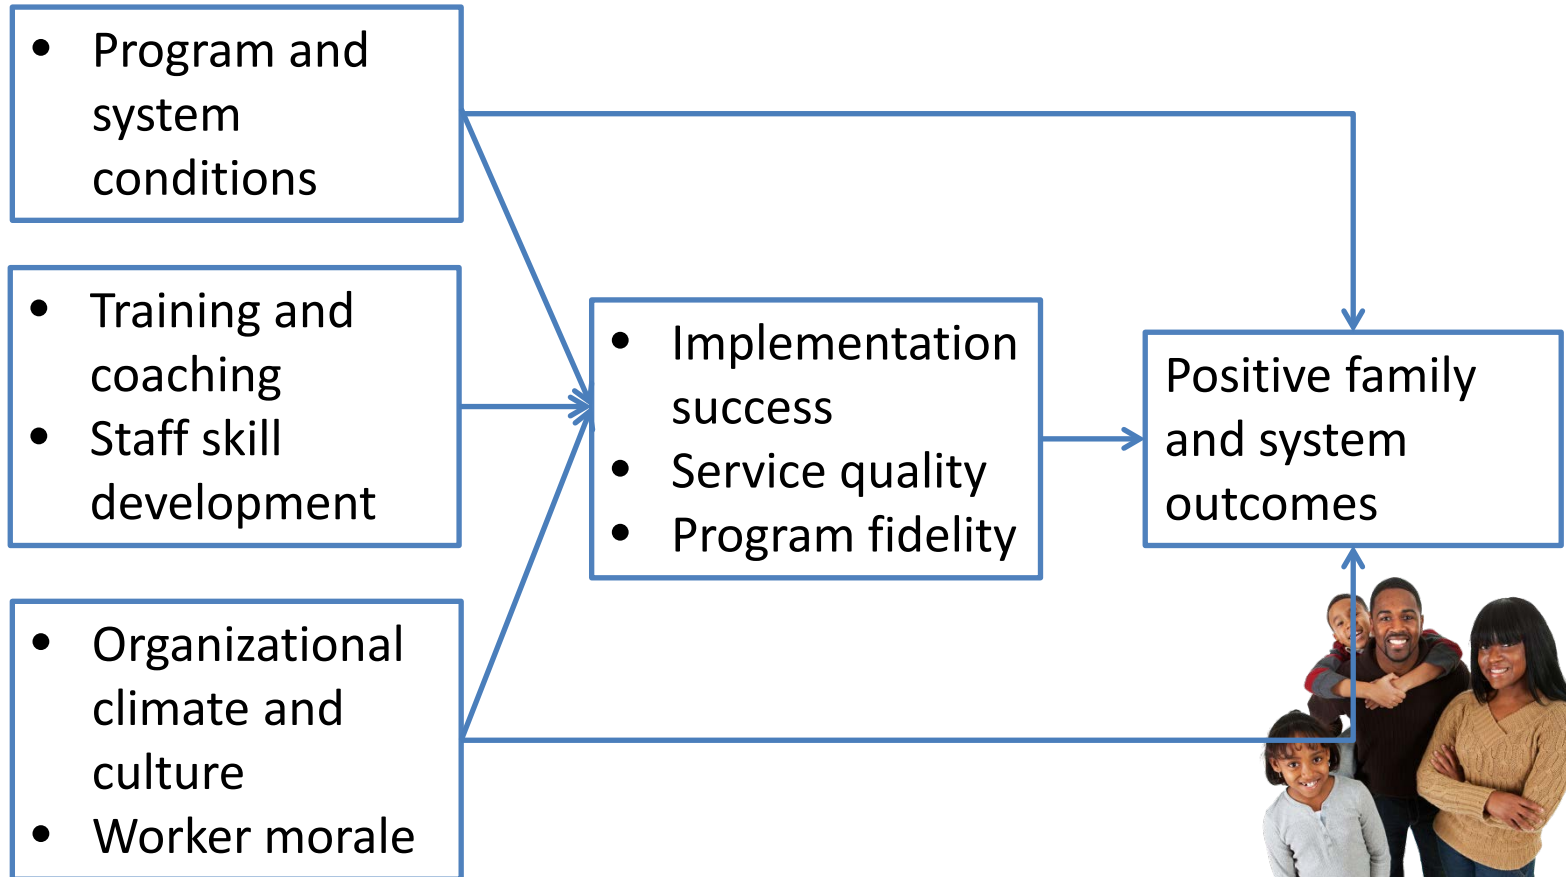 • Program and
system
conditions
• Training and
coaching
• Staff skill
development
• Organizational
climate and
culture
• Worker morale
• Implementation
success
• Service quality
• Program fidelity
Positive family
and system
outcomes